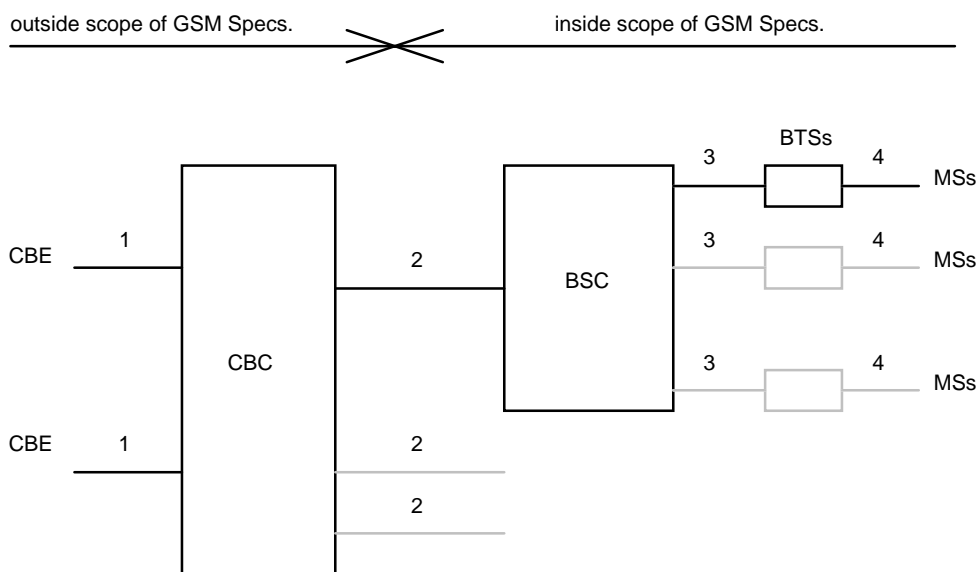 outside scope of GSM Specs.
inside scope of GSM Specs.
BTSs
3
4
MSs
1
CBE
2
3
4
MSs
BSC
CBC
3
4
MSs
CBE
1
2
2